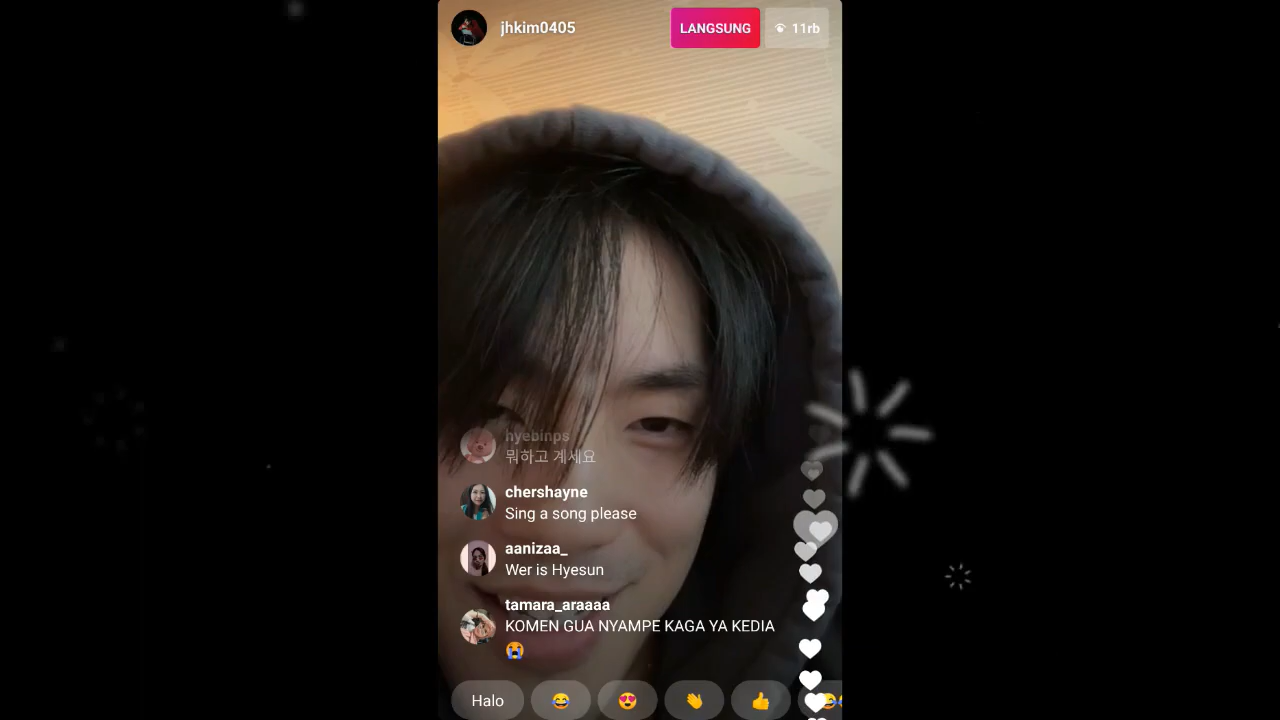 jhkim0405
LANGSUNG
11rb
hyebinps
뭐하고 계세요
chershayne
Sing a song please
aanizaa_
Wer is Hyesun
tamara_araaaa
KOMEN GUA NYAMPE KAGA YA KEDIA
😭
Halo 😂 😍 👏 👍 😂